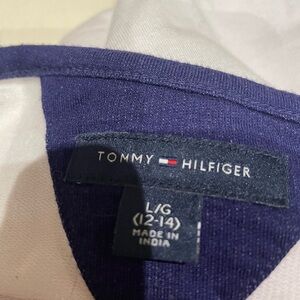 TOMMY HILFIGER
L/G
(12-14)
MADE IN
INDIA